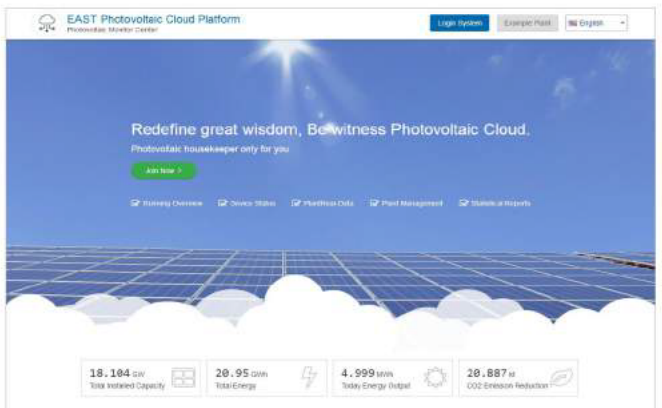 EAST Photovoltaic Cloud Platform
Photovoltaic Monitor Center
Login System
Example Plant
English
Redefine great wisdom, Be witness Photovoltaic Cloud.
Photovoltaic housekeeper only for you
Join Now >
Running Overview
Device Status
Plant Management
Statistical Reports
18.104 GW
Total Installed Capacity
20.95 GWh
Total Energy
4.999 MWh
Today Energy Output
20.887 kt
CO2 Emission Reduction